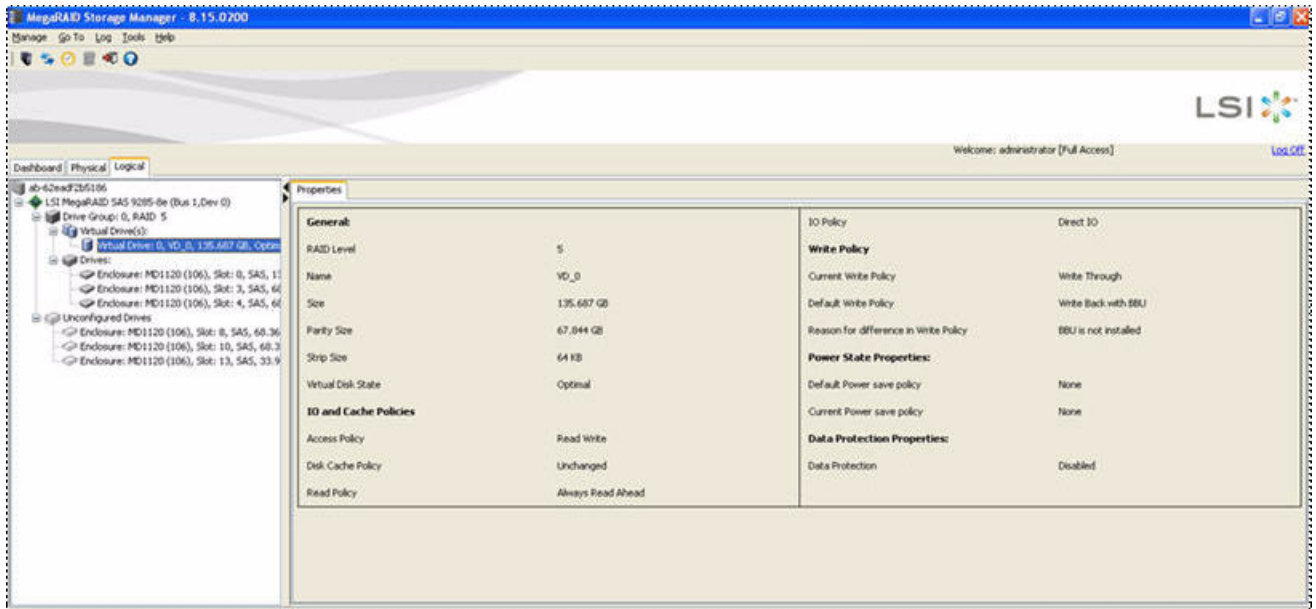 MegaRAID Storage Manager - 8.15.0200
Manage Go To Log Tools Help
LSI
Welcome: administrator [Full Access]
Log Off
Dashboard Physical Logical
ab-62eadf2b5186
LSI MegaRAID SAS 9285-8e (Bus 1,Dev 0)
Drive Group: 0, RAID 5
Virtual Drive(s):
Virtual Drive: 0, VD_0, 135.687 GB, Optim
Drives:
Enclosure: MD1120 (106), Slot: 0, SAS,
Enclosure: MD1120 (106), Slot: 3, SAS,
Enclosure: MD1120 (106), Slot: 4, SAS,
Unconfigured Drives
Enclosure: MD1120 (106), Slot: 8, SAS, 68.36
Enclosure: MD1120 (106), Slot: 10, SAS, 68.3
Enclosure: MD1120 (106), Slot: 13, SAS, 33.9
Properties
General:
RAID Level 5
Name VD_0
Size 135.687 GB
Parity Size 67.844 GB
Strip Size 64 KB
Virtual Disk State Optimal
IO and Cache Policies
Access Policy Read Write
Disk Cache Policy Unchanged
Read Policy Always Read Ahead
IO Policy Direct IO
Write Policy
Current Write Policy Write Through
Default Write Policy Write Back with BBU
Reason for difference in Write Policy BBU is not installed
Power State Properties:
Default Power save policy None
Current Power save policy None
Data Protection Properties:
Data Protection Disabled